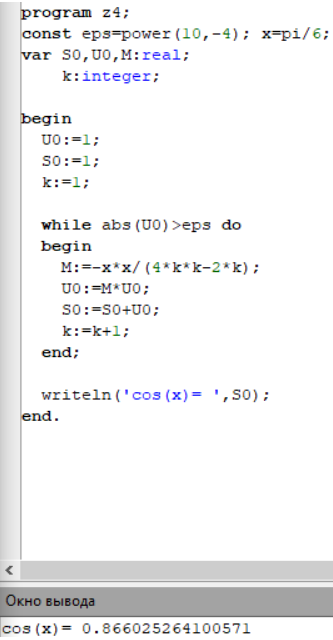 program z4;
const eps=power(10,-4); x=pi/6;
var S0,U0,M:real;
    k:integer;
begin
  U0:=1;
  S0:=1;
  k:=1;
  while abs(U0)>eps do
  begin
    M:=-x*x/(4*k*k-2*k);
    U0:=M*U0;
    S0:=S0+U0;
    k:=k+1;
  end;
  writeln('cos(x)= ',S0);
end.
Окно вывода
cos(x)= 0.866025264100571